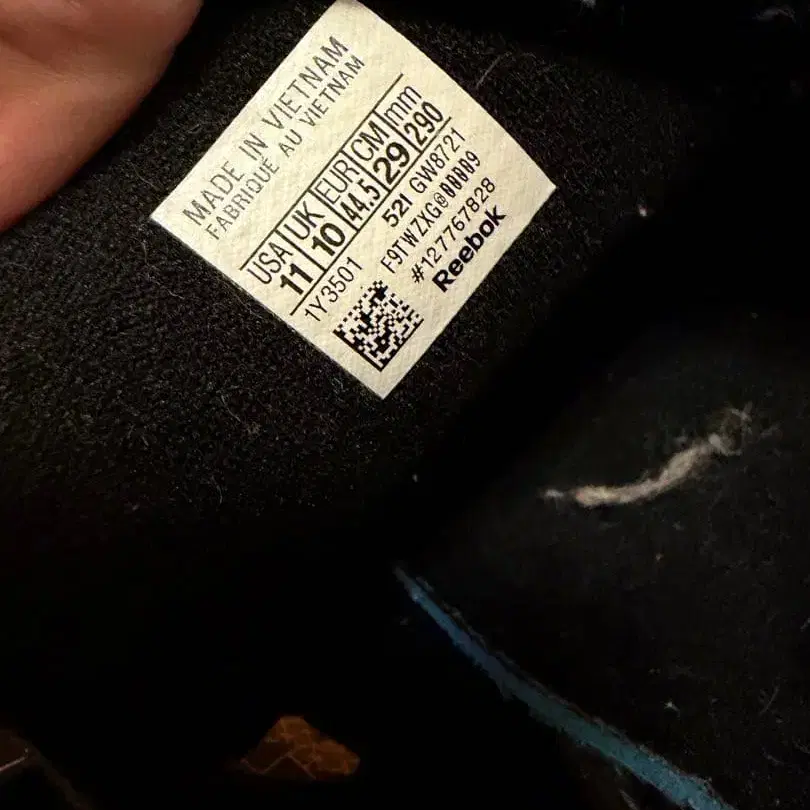 MADE IN VIETNAM
FABRIQUÉ AU VIETNAM
USA UK EUR CM mm
11 10 44.5 29 290
1Y3501 521 GW8721
F9TWZXG@00009
#127767828
Reebok